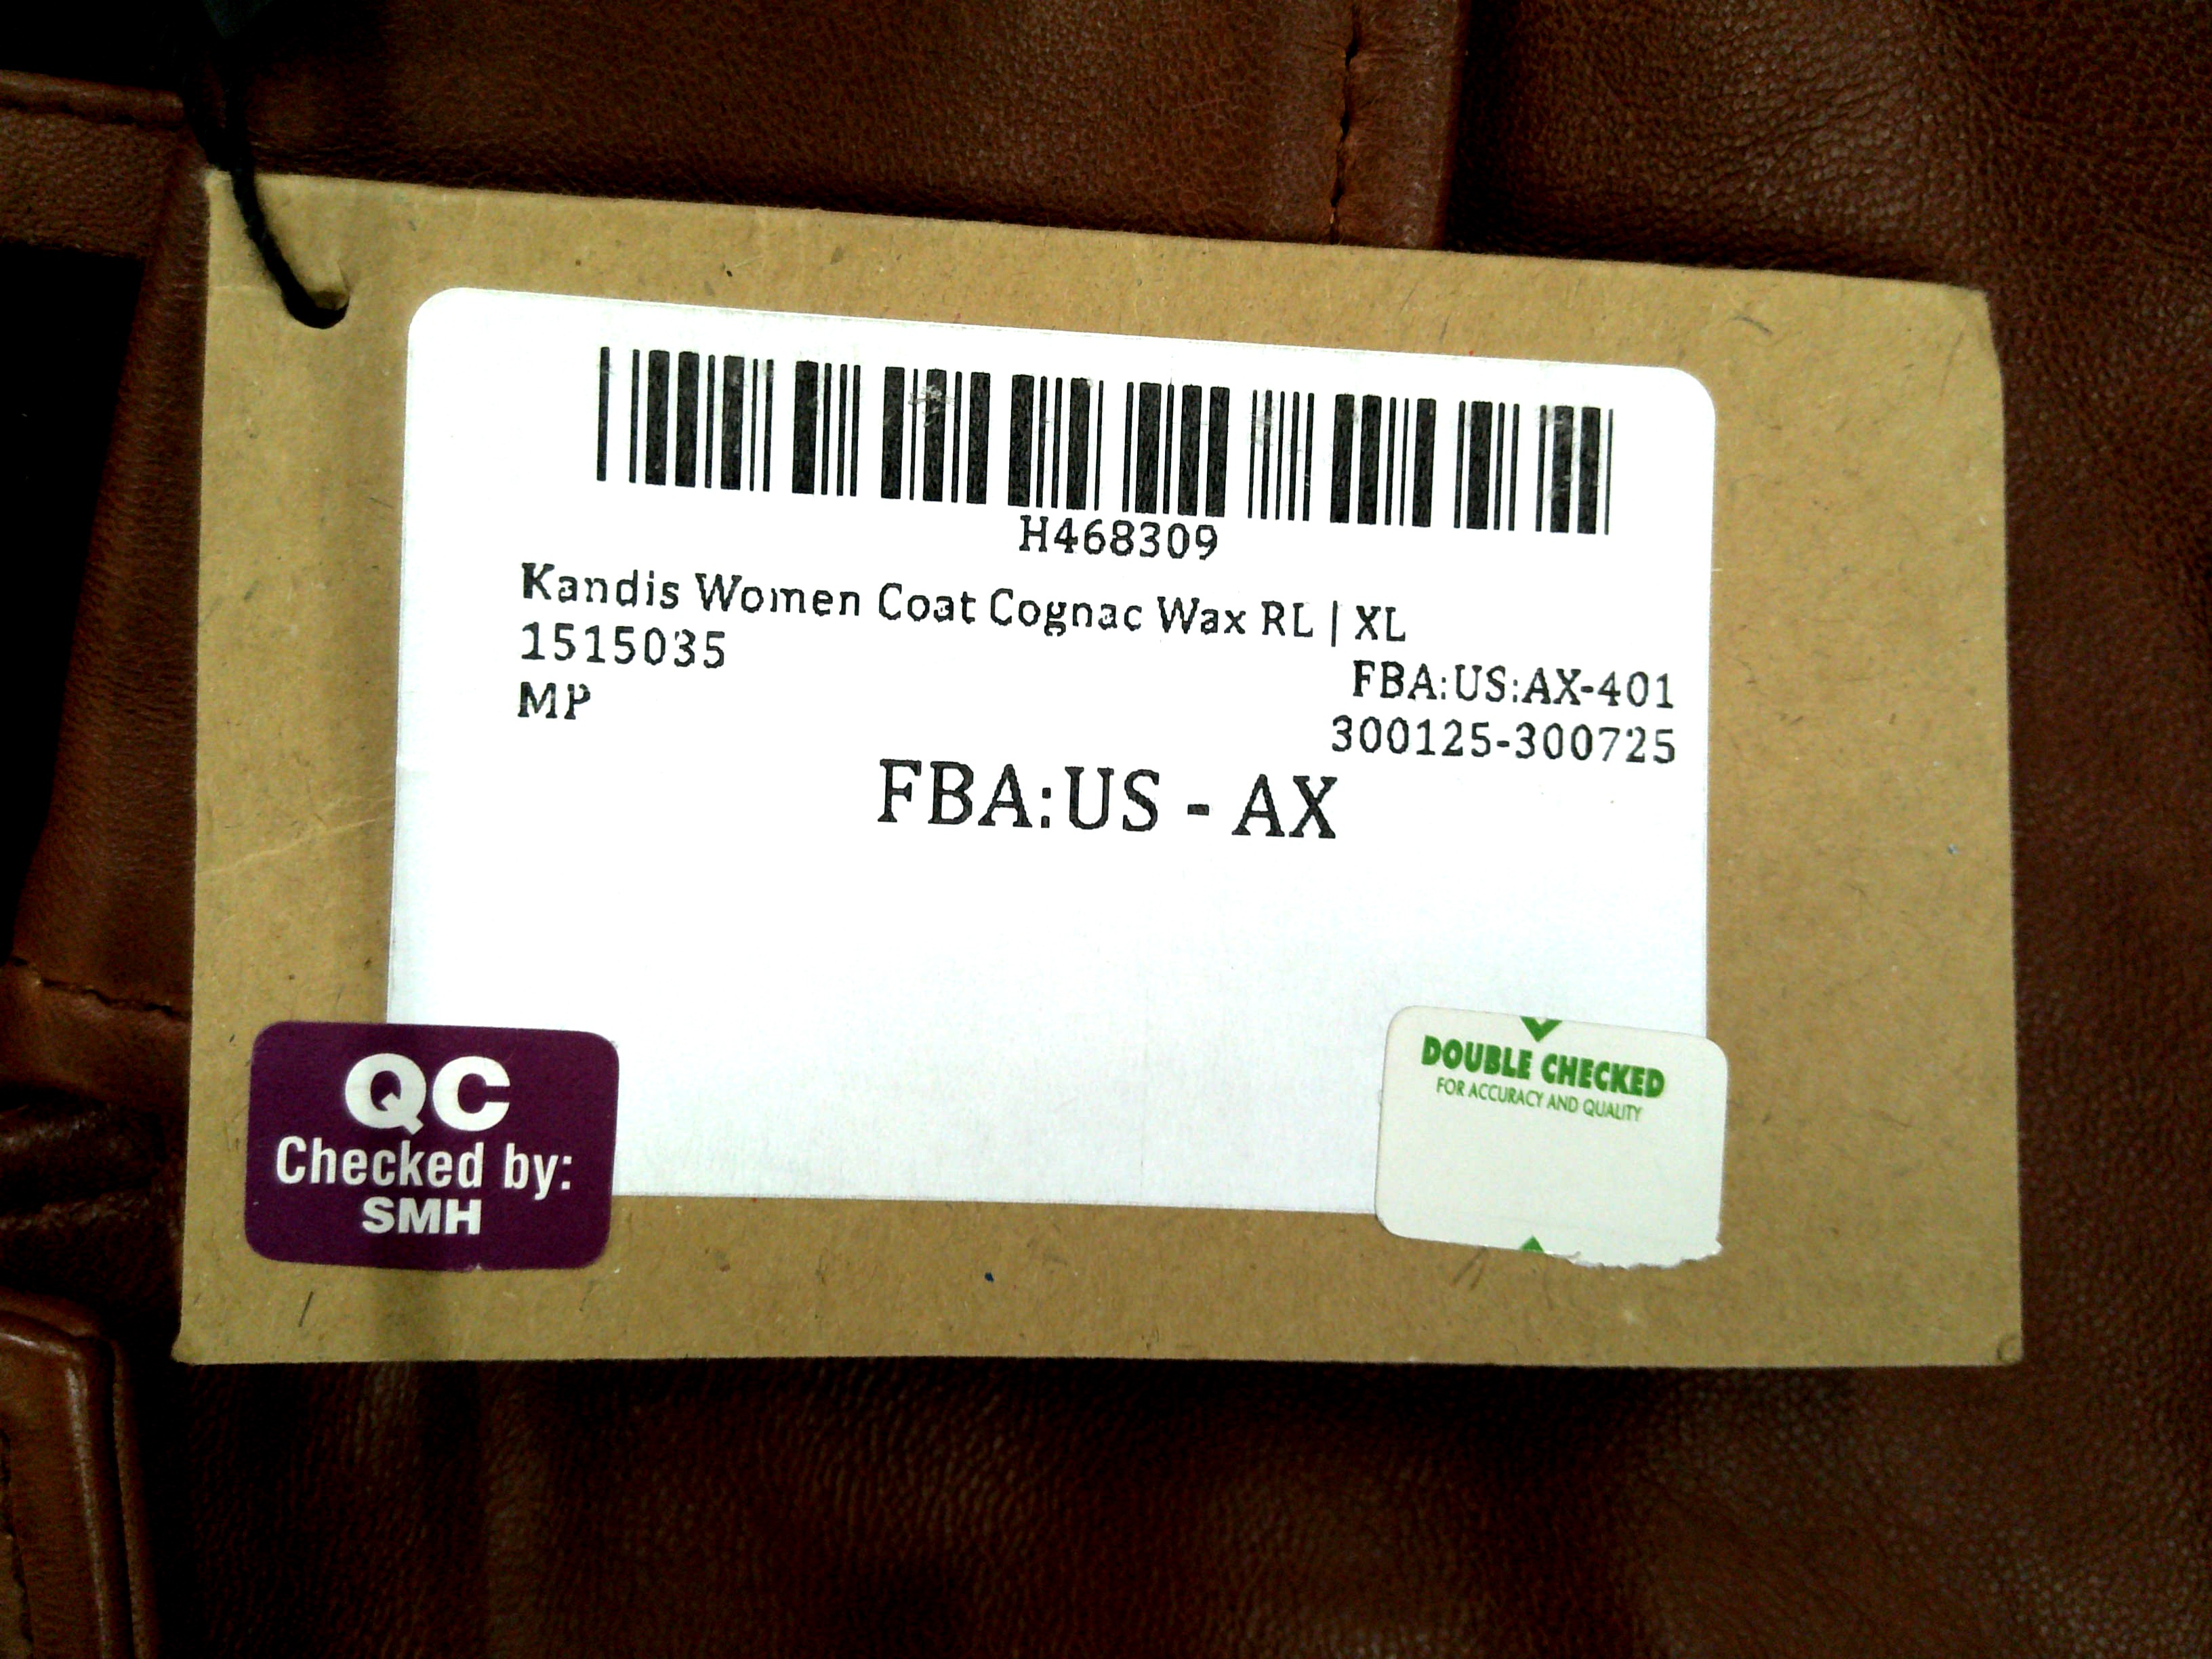 H468309
Kandis Women Coat Cognac Wax RL | XL
1515035
FBA:US:AX-401
MP
300125-300725
FBA:US - AX
QC
Checked by:
SMH
DOUBLE CHECKED
FOR ACCURACY AND QUALITY